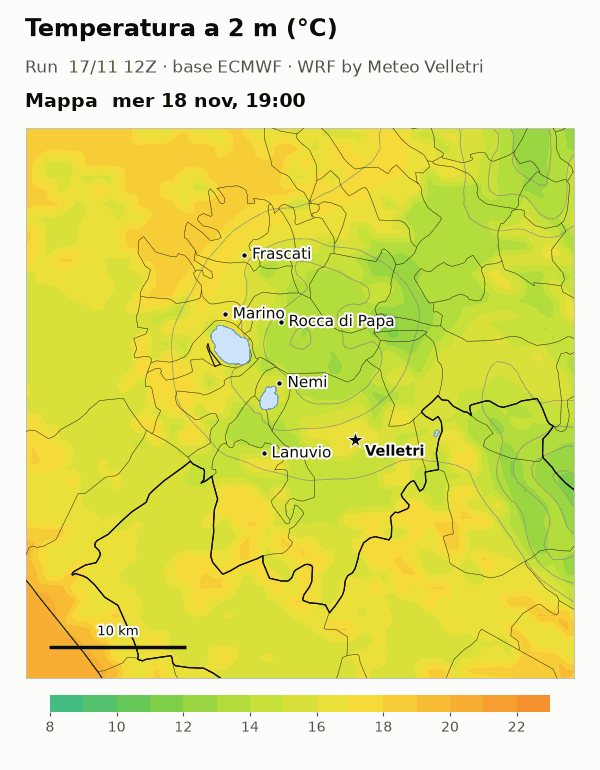 Temperatura a 2 m (°C)
Run  17/11 12Z · base ECMWF · WRF by Meteo Velletri
Mappa  mer 18 nov, 19:00
Frascati
Marino
Rocca di Papa
Nemi
Velletri
Lanuvio
10 km
8 10 12 14 16 18 20 22